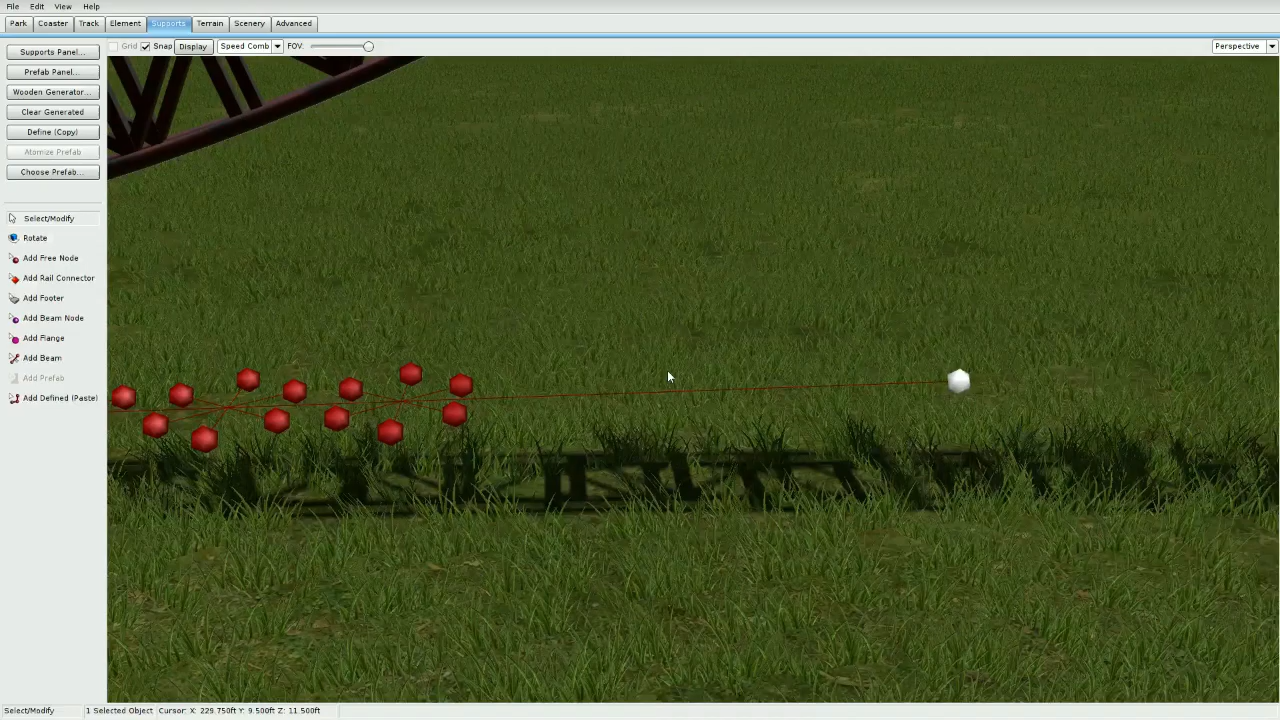 File Edit View Help
Park Coaster Track Element Supports Terrain Scenery Advanced
Grid Snap Display Speed Comb FOV: Perspective
Supports Panel...
Prefab Panel...
Wooden Generator...
Clear Generated
Define (Copy)
Atomize Prefab
Choose Prefab...
Select/Modify
Rotate
Add Free Node
Add Rail Connector
Add Footer
Add Beam Node
Add Flange
Add Beam
Add Prefab
Add Defined (Paste)
Select/Modify 1 Selected Object Cursor: X: 229.750ft Y: 9.500ft Z: 11.500ft